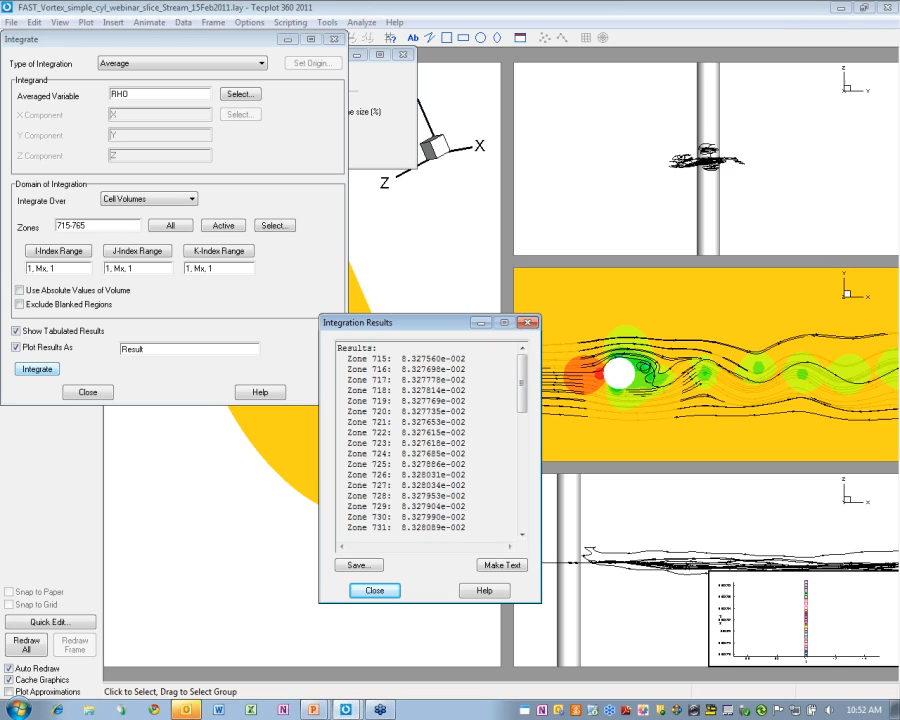 FAST_Vortex_simple_cyl_webinar_slice_Stream_15Feb2011.lay - Tecplot 360 2011
File Edit View Plot Insert Animate Data Frame Options Scripting Tools Analyze Help
Integrate
Type of Integration Average Set Origin...
Integrand
Averaged Variable RHO Select...
X Component X Select...
Y Component Y
Z Component Z
Domain of Integration
Integrate Over Cell Volumes
Zones 715-765 All Active Select...
I-Index Range J-Index Range K-Index Range
1, Mx, 1 1, Mx, 1 1, Mx, 1
Use Absolute Values of Volume
Exclude Blanked Regions
Show Tabulated Results
Plot Results As Result
Integrate
Close Help
Ab
e size (%)
X
Z
Z
Y
Y
X
Z
X
Integration Results
Results:
Zone 715: 8.327560e-002
Zone 716: 8.327698e-002
Zone 717: 8.327778e-002
Zone 718: 8.327814e-002
Zone 719: 8.327769e-002
Zone 720: 8.327735e-002
Zone 721: 8.327653e-002
Zone 722: 8.327615e-002
Zone 723: 8.327618e-002
Zone 724: 8.327685e-002
Zone 725: 8.327886e-002
Zone 726: 8.328031e-002
Zone 727: 8.328034e-002
Zone 728: 8.327953e-002
Zone 729: 8.327904e-002
Zone 730: 8.327990e-002
Zone 731: 8.328089e-002
Save... Make Text
Close Help
Snap to Paper
Snap to Grid
Quick Edit...
Redraw All Redraw Frame
Auto Redraw
Cache Graphics
Plot Approximations
Click to Select, Drag to Select Group
10:52 AM